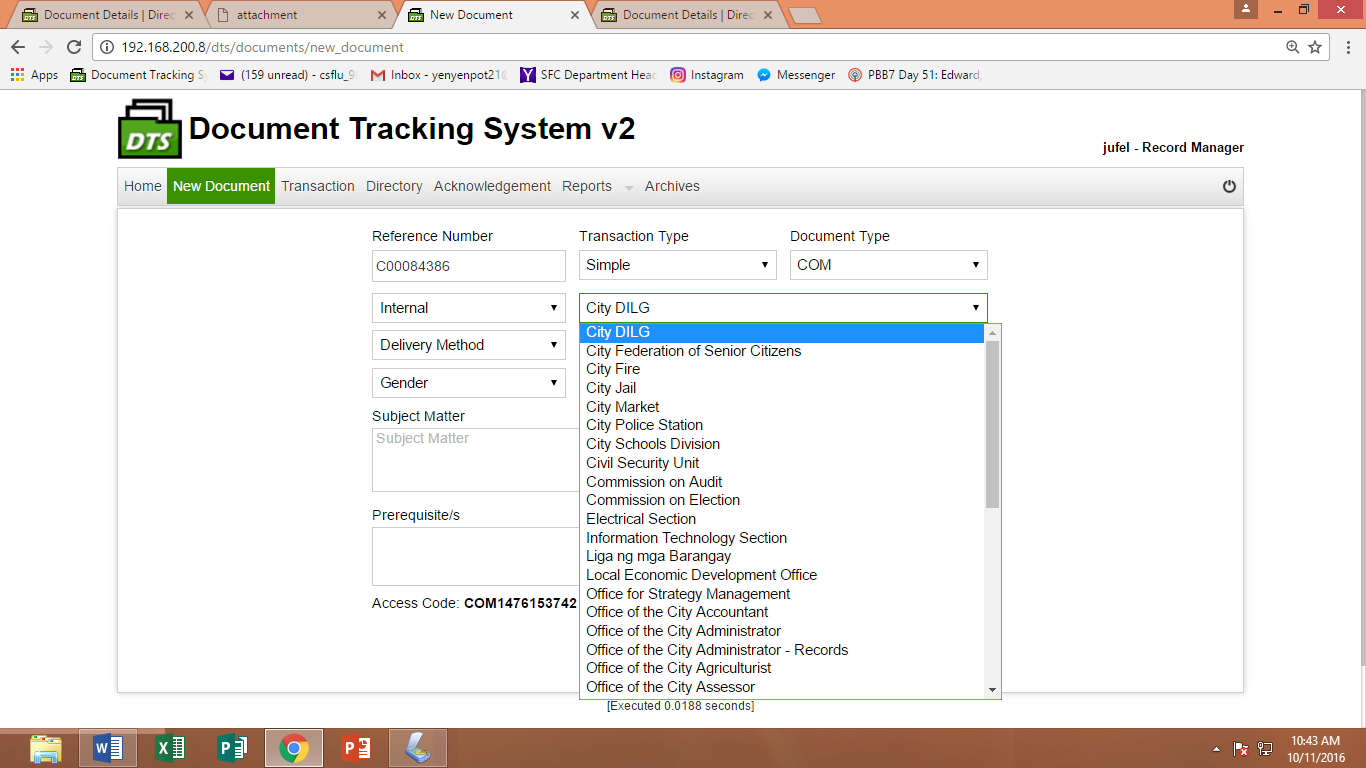 Document Details | Direc
attachment
New Document
Document Details | Direc
192.168.200.8/dts/documents/new_document
Apps
Document Tracking S
(159 unread) - csflu_9
Inbox - yenyenpot21@
SFC Department Hea
Instagram
Messenger
PBB7 Day 51: Edward,
DTS
Document Tracking System v2
jufel - Record Manager
Home
New Document
Transaction
Directory
Acknowledgement
Reports
Archives
Reference Number
Transaction Type
Document Type
C00084386
Simple
COM
Internal
City DILG
Delivery Method
Gender
Subject Matter
Subject Matter
Prerequisite/s
Access Code: COM1476153742
City DILG
City Federation of Senior Citizens
City Fire
City Jail
City Market
City Police Station
City Schools Division
Civil Security Unit
Commission on Audit
Commission on Election
Electrical Section
Information Technology Section
Liga ng mga Barangay
Local Economic Development Office
Office for Strategy Management
Office of the City Accountant
Office of the City Administrator
Office of the City Administrator - Records
Office of the City Agriculturist
Office of the City Assessor
[Executed 0.0188 seconds]
10:43 AM
10/11/2016